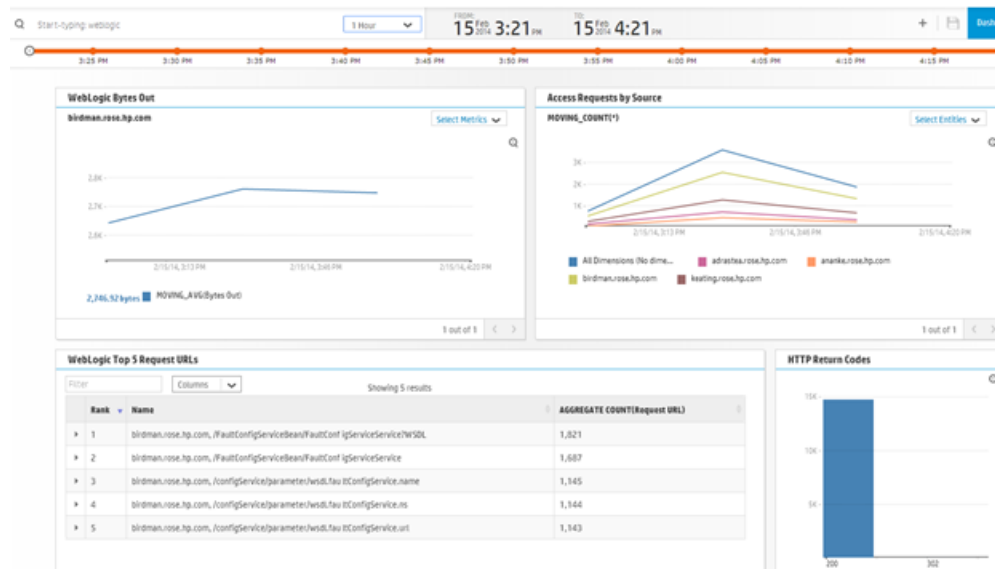 Start-typing weblogic
1 Hour
FROM:
15 Feb 2014 3:21 PM
TO:
15 Feb 2014 4:21 PM
Dash
3:25 PM 3:30 PM 3:35 PM 3:40 PM 3:45 PM 3:50 PM 3:55 PM 4:00 PM 4:05 PM 4:10 PM 4:15 PM
WebLogic Bytes Out
birdman.rose.hp.com
Select Metrics
2.8K
2.7K
2.6K
2/15/14, 3:13 PM 2/15/14, 3:46 PM 2/15/14, 4:20 PM
2,746.92 bytes MOVING_AVG(Bytes Out)
1 out of 1
Access Requests by Source
MOVING_COUNT(*)
Select Entities
3K
2K
1K
2/15/14, 3:13 PM 2/15/14, 3:46 PM 2/15/14, 4:20 PM
All Dimensions (No dime... adrastea.rose.hp.com ananke.rose.hp.com
birdman.rose.hp.com keating.rose.hp.com
1 out of 1
WebLogic Top 5 Request URLs
Filter Columns Showing 5 results
Rank Name AGGREGATE COUNT(Request URL)
1 birdman.rose.hp.com, /FaultConfigServiceBean/FaultConf igServiceService?WSDL 1,821
2 birdman.rose.hp.com, /FaultConfigServiceBean/FaultConf igServiceService 1,687
3 birdman.rose.hp.com, /configService/parameter/wsdl.fau ltConfigService.name 1,145
4 birdman.rose.hp.com, /configService/parameter/wsdl.fau ltConfigService.ns 1,144
5 birdman.rose.hp.com, /configService/parameter/wsdl.fau ltConfigService.url 1,143
HTTP Return Codes
15K
10K
5K
200 302